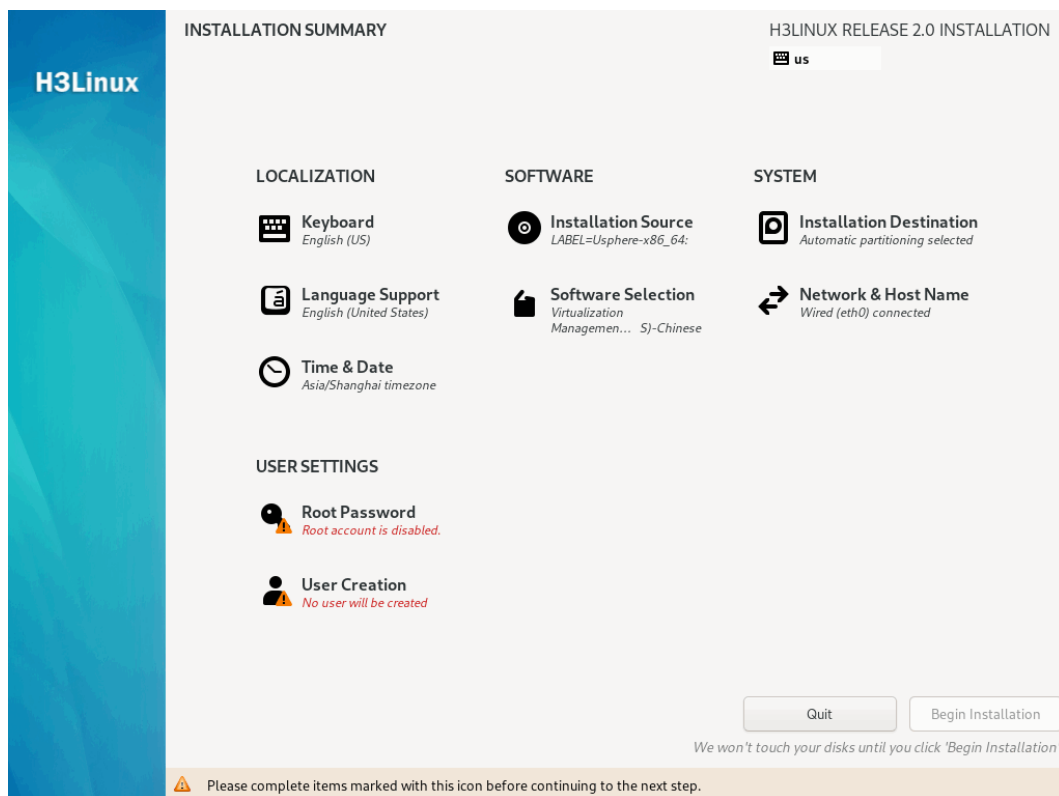 INSTALLATION SUMMARY
H3LINUX RELEASE 2.0 INSTALLATION
us
H3Linux
LOCALIZATION
Keyboard
English (US)
Language Support
English (United States)
Time & Date
Asia/Shanghai timezone
SOFTWARE
Installation Source
LABEL=Usphere-x86_64:
Software Selection
Virtualization
Managemen... S)-Chinese
SYSTEM
Installation Destination
Automatic partitioning selected
Network & Host Name
Wired (eth0) connected
USER SETTINGS
Root Password
Root account is disabled.
User Creation
No user will be created
Quit
Begin Installation
We won't touch your disks until you click 'Begin Installation
Please complete items marked with this icon before continuing to the next step.